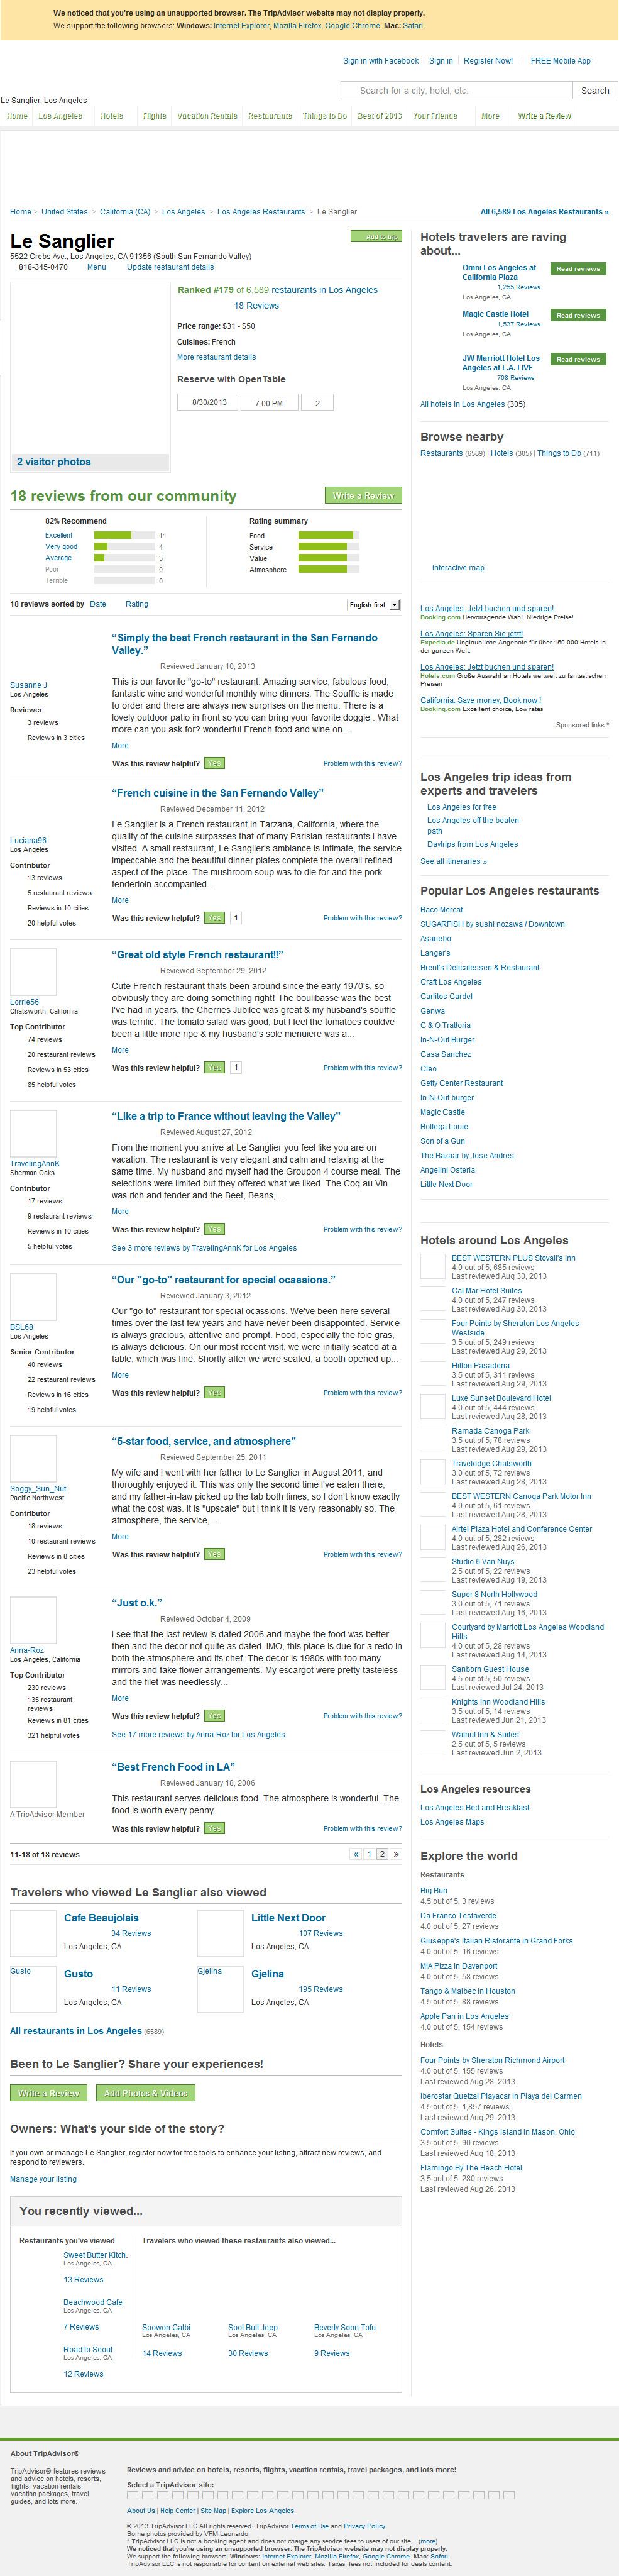 We noticed that you're using an unsupported browser. The TripAdvisor website may not display properly.
We support the following browsers: Windows: Internet Explorer, Mozilla Firefox, Google Chrome. Mac: Safari.
Sign in with Facebook Sign in Register Now! FREE Mobile App
Search for a city, hotel, etc. Search
Le Sanglier, Los Angeles
Home Los Angeles Hotels Flights Vacation Rentals Restaurants Things to Do Best of 2013 Your Friends More Write a Review
Home United States California (CA) Los Angeles Los Angeles Restaurants Le Sanglier All 6,589 Los Angeles Restaurants »
Le Sanglier
Add to trip
5522 Crebs Ave., Los Angeles, CA 91356 (South San Fernando Valley)
818-345-0470 Menu Update restaurant details
Ranked #179 of 6,589 restaurants in Los Angeles
18 Reviews
Price range: $31 - $50
Cuisines: French
More restaurant details
Reserve with OpenTable
8/30/2013 7:00 PM 2
2 visitor photos
18 reviews from our community
Write a Review
82% Recommend
Excellent 11
Very good 4
Average 3
Poor 0
Terrible 0
Rating summary
Food
Service
Value
Atmosphere
18 reviews sorted by Date Rating English first
“Simply the best French restaurant in the San Fernando
Valley.”
Reviewed January 10, 2013
Susanne J
Los Angeles
Reviewer
3 reviews
Reviews in 3 cities
This is our favorite "go-to" restaurant. Amazing service, fabulous food,
fantastic wine and wonderful monthly wine dinners. The Souffle is made
to order and there are always new surprises on the menu. There is a
lovely outdoor patio in front so you can bring your favorite doggie . What
more can you ask for? wonderful French food and wine on...
More
Was this review helpful? Yes Problem with this review?
“French cuisine in the San Fernando Valley”
Reviewed December 11, 2012
Luciana96
Los Angeles
Contributor
13 reviews
5 restaurant reviews
Reviews in 10 cities
20 helpful votes
Le Sanglier is a French restaurant in Tarzana, California, where the
quality of the cuisine surpasses that of many Parisian restaurants I have
visited. A small restaurant, Le Sanglier's ambiance is intimate, the service
impeccable and the beautiful dinner plates complete the overall refined
aspect of the place. The mushroom soup was to die for and the pork
tenderloin accompanied...
More
Was this review helpful? Yes 1 Problem with this review?
“Great old style French restaurant!!”
Reviewed September 29, 2012
Lorrie56
Chatsworth, California
Top Contributor
74 reviews
20 restaurant reviews
Reviews in 53 cities
85 helpful votes
Cute French restaurant thats been around since the early 1970's, so
obviously they are doing something right! The boulibasse was the best
I've had in years, the Cherries Jubilee was great & my husband's souffle
was terrific. The tomato salad was good, but I feel the tomatoes couldve
been a little more ripe & my husband's sole menuiere was a...
More
Was this review helpful? Yes 1 Problem with this review?
“Like a trip to France without leaving the Valley”
Reviewed August 27, 2012
TravelingAnnK
Sherman Oaks
Contributor
17 reviews
9 restaurant reviews
Reviews in 10 cities
5 helpful votes
From the moment you arrive at Le Sanglier you feel like you are on
vacation. The restaurant is very elegant and calm and relaxing at the
same time. My husband and myself had the Groupon 4 course meal. The
selections were limited but they offered what we liked. The Coq au Vin
was rich and tender and the Beet, Beans,...
More
Was this review helpful? Yes Problem with this review?
See 3 more reviews by TravelingAnnK for Los Angeles
“Our "go-to" restaurant for special ocassions.”
Reviewed January 3, 2012
BSL68
Los Angeles
Senior Contributor
40 reviews
22 restaurant reviews
Reviews in 16 cities
19 helpful votes
Our "go-to" restaurant for special ocassions. We've been here several
times over the last few years and have never been disappointed. Service
is always gracious, attentive and prompt. Food, especially the foie gras,
is always delicious. On our most recent visit, we were initially seated at a
table, which was fine. Shortly after we were seated, a booth opened up...
More
Was this review helpful? Yes Problem with this review?
“5-star food, service, and atmosphere”
Reviewed September 25, 2011
Soggy_Sun_Nut
Pacific Northwest
Contributor
18 reviews
10 restaurant reviews
Reviews in 8 cities
23 helpful votes
My wife and I went with her father to Le Sanglier in August 2011, and
thoroughly enjoyed it. This was only the second time I've eaten there,
and my father-in-law picked up the tab both times, so I don't know exactly
what the cost was. It is "upscale" but I think it is very reasonably so. The
atmosphere, the service,...
More
Was this review helpful? Yes Problem with this review?
“Just o.k.”
Reviewed October 4, 2009
Anna-Roz
Los Angeles, California
Top Contributor
230 reviews
135 restaurant
reviews
Reviews in 81 cities
321 helpful votes
I see that the last review is dated 2006 and maybe the food was better
then and the decor not quite as dated. IMO, this place is due for a redo in
both the atmosphere and its chef. The decor is 1980s with too many
mirrors and fake flower arrangements. My escargot were pretty tasteless
and the filet was needlessly...
More
Was this review helpful? Yes Problem with this review?
See 17 more reviews by Anna-Roz for Los Angeles
“Best French Food in LA”
Reviewed January 18, 2006
A TripAdvisor Member
This restaurant serves delicious food. The atmosphere is wonderful. The
food is worth every penny.
Was this review helpful? Yes Problem with this review?
11-18 of 18 reviews « 1 2 »
Travelers who viewed Le Sanglier also viewed
Cafe Beaujolais
34 Reviews
Los Angeles, CA
Little Next Door
107 Reviews
Los Angeles, CA
Gusto
Gusto
11 Reviews
Los Angeles, CA
Gjelina
Gjelina
195 Reviews
Los Angeles, CA
All restaurants in Los Angeles (6589)
Been to Le Sanglier? Share your experiences!
Write a Review Add Photos & Videos
Owners: What's your side of the story?
If you own or manage Le Sanglier, register now for free tools to enhance your listing, attract new reviews, and
respond to reviewers.
Manage your listing
You recently viewed...
Restaurants you've viewed
Sweet Butter Kitch..
Los Angeles, CA
13 Reviews
Beachwood Cafe
Los Angeles, CA
7 Reviews
Road to Seoul
Los Angeles, CA
12 Reviews
Travelers who viewed these restaurants also viewed...
Soowon Galbi
Los Angeles, CA
14 Reviews
Soot Bull Jeep
Los Angeles, CA
30 Reviews
Beverly Soon Tofu
Los Angeles, CA
9 Reviews
Hotels travelers are raving
about...
Omni Los Angeles at
California Plaza
1,266 Reviews
Los Angeles, CA
Read reviews
Magic Castle Hotel
1,537 Reviews
Los Angeles, CA
Read reviews
JW Marriott Hotel Los
Angeles at L.A. LIVE
708 Reviews
Los Angeles, CA
Read reviews
All hotels in Los Angeles (305)
Browse nearby
Restaurants (6589) | Hotels (305) | Things to Do (711)
Interactive map
Los Angeles: Jetzt buchen und sparen!
Booking.com Hervorragende Wahl. Niedrige Preise!
Los Angeles: Sparen Sie jetzt!
Expedia.de Unglaubliche Angebote für über 150.000 Hotels in
der ganzen Welt.
Los Angeles: Jetzt buchen und sparen!
Hotels.com Große Auswahl an Hotels weltweit zu fantastischen
Preisen
California: Save money, Book now !
Booking.com Excellent choice, Low rates
Sponsored links *
Los Angeles trip ideas from
experts and travelers
Los Angeles for free
Los Angeles off the beaten
path
Daytrips from Los Angeles
See all itineraries »
Popular Los Angeles restaurants
Baco Mercat
SUGARFISH by sushi nozawa / Downtown
Asanebo
Langer's
Brent's Delicatessen & Restaurant
Craft Los Angeles
Carlitos Gardel
Genwa
C & O Trattoria
In-N-Out Burger
Casa Sanchez
Cleo
Getty Center Restaurant
In-N-Out burger
Magic Castle
Bottega Louie
Son of a Gun
The Bazaar by Jose Andres
Angelini Osteria
Little Next Door
Hotels around Los Angeles
BEST WESTERN PLUS Stovall's Inn
4.0 out of 5, 685 reviews
Last reviewed Aug 30, 2013
Cal Mar Hotel Suites
4.0 out of 5, 247 reviews
Last reviewed Aug 30, 2013
Four Points by Sheraton Los Angeles
Westside
3.5 out of 5, 249 reviews
Last reviewed Aug 29, 2013
Hilton Pasadena
3.5 out of 5, 311 reviews
Last reviewed Aug 29, 2013
Luxe Sunset Boulevard Hotel
4.0 out of 5, 444 reviews
Last reviewed Aug 28, 2013
Ramada Canoga Park
3.5 out of 5, 78 reviews
Last reviewed Aug 29, 2013
Travelodge Chatsworth
3.0 out of 5, 72 reviews
Last reviewed Aug 28, 2013
BEST WESTERN Canoga Park Motor Inn
4.0 out of 5, 61 reviews
Last reviewed Aug 28, 2013
Airtel Plaza Hotel and Conference Center
4.0 out of 5, 282 reviews
Last reviewed Aug 26, 2013
Studio 6 Van Nuys
2.5 out of 5, 22 reviews
Last reviewed Aug 19, 2013
Super 8 North Hollywood
3.0 out of 5, 71 reviews
Last reviewed Aug 16, 2013
Courtyard by Marriott Los Angeles Woodland
Hills
4.0 out of 5, 28 reviews
Last reviewed Aug 14, 2013
Sanborn Guest House
4.5 out of 5, 50 reviews
Last reviewed Jul 24, 2013
Knights Inn Woodland Hills
3.5 out of 5, 14 reviews
Last reviewed Jun 21, 2013
Walnut Inn & Suites
2.5 out of 5, 5 reviews
Last reviewed Jun 2, 2013
Los Angeles resources
Los Angeles Bed and Breakfast
Los Angeles Maps
Explore the world
Restaurants
Big Bun
4.5 out of 5, 3 reviews
Da Franco Testaverde
4.0 out of 5, 27 reviews
Giuseppe's Italian Ristorante in Grand Forks
4.0 out of 5, 16 reviews
MIA Pizza in Davenport
4.0 out of 5, 58 reviews
Tango & Malbec in Houston
4.5 out of 5, 88 reviews
Apple Pan in Los Angeles
4.0 out of 5, 154 reviews
Hotels
Four Points by Sheraton Richmond Airport
4.0 out of 5, 155 reviews
Last reviewed Aug 28, 2013
Iberostar Quetzal Playacar in Playa del Carmen
4.5 out of 5, 1,857 reviews
Last reviewed Aug 29, 2013
Comfort Suites - Kings Island in Mason, Ohio
3.5 out of 5, 90 reviews
Last reviewed Aug 18, 2013
Flamingo By The Beach Hotel
3.5 out of 5, 280 reviews
Last reviewed Aug 26, 2013
About TripAdvisor®
TripAdvisor® features reviews
and advice on hotels, resorts,
flights, vacation rentals,
vacation packages, travel
guides, and lots more.
Reviews and advice on hotels, resorts, flights, vacation rentals, travel packages, and lots more!
Select a TripAdvisor site:
About Us | Help Center | Site Map | Explore Los Angeles
© 2013 TripAdvisor LLC All rights reserved. TripAdvisor Terms of Use and Privacy Policy.
Some photos provided by VFM Leonardo.
* TripAdvisor LLC is not a booking agent and does not charge any service fees to users of our site... (more)
We noticed that you're using an unsupported browser. The TripAdvisor website may not display properly.
We support the following browsers: Windows: Internet Explorer, Mozilla Firefox, Google Chrome. Mac: Safari.
TripAdvisor LLC is not responsible for content on external web sites. Taxes, fees not included for deals content.